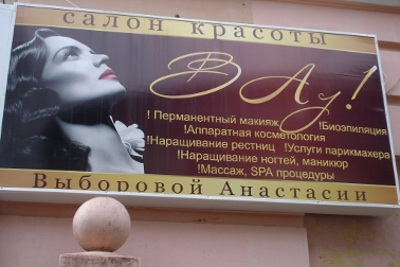 салон красоты
ВАу!
! Перманентный макияж !Биоэпиляция
!Аппаратная косметология
!Наращивание ресниц !Услуги парикмахера
!Наращивание ногтей, маникюр
!Массаж, SPA процедуры
Выборовой Анастасии